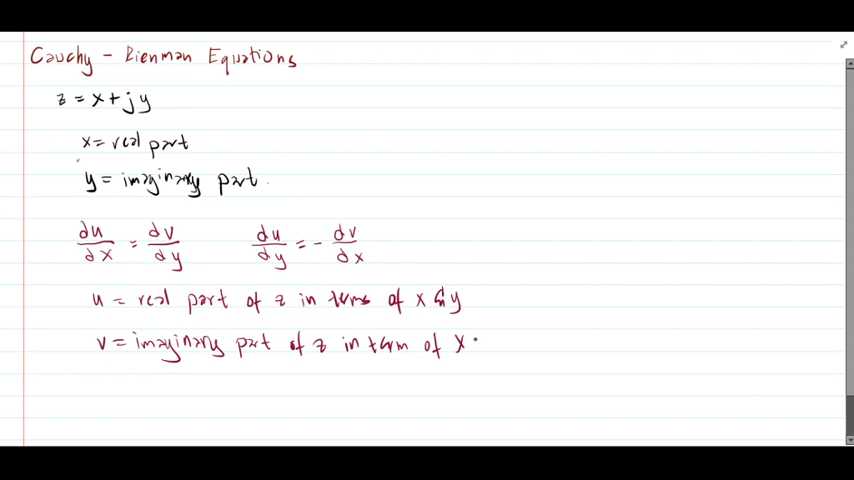 Cauchy - Rienman Equations
z = x + jy
x = real part
y = imaginary part.
du/dx = dv/dy du/dy = - dv/dx
u = real part of z in terms of x & y
v = imaginary part of z in term of x